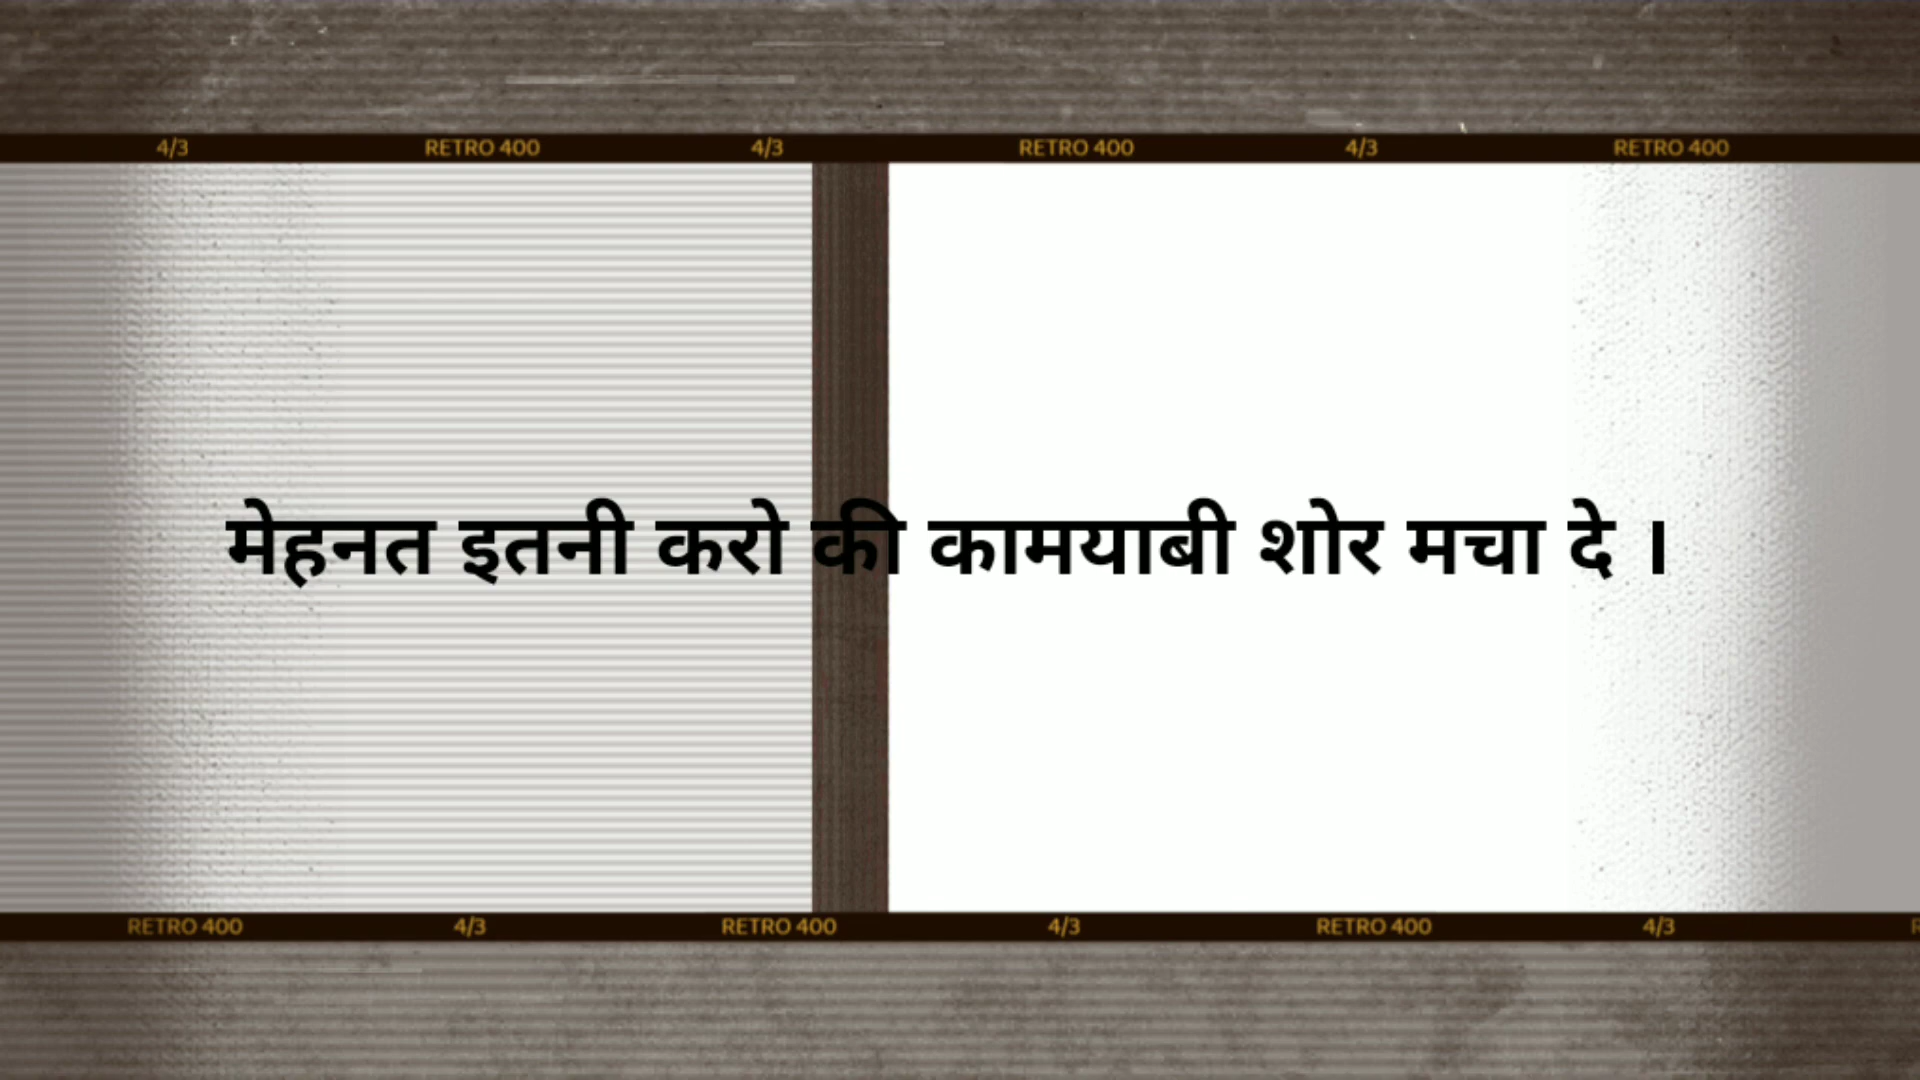 4/3 RETRO 400 4/3 RETRO 400 4/3 RETRO 400
मेहनत इतनी करो की कामयाबी शोर मचा दे ।
RETRO 400 4/3 RETRO 400 4/3 RETRO 400 4/3